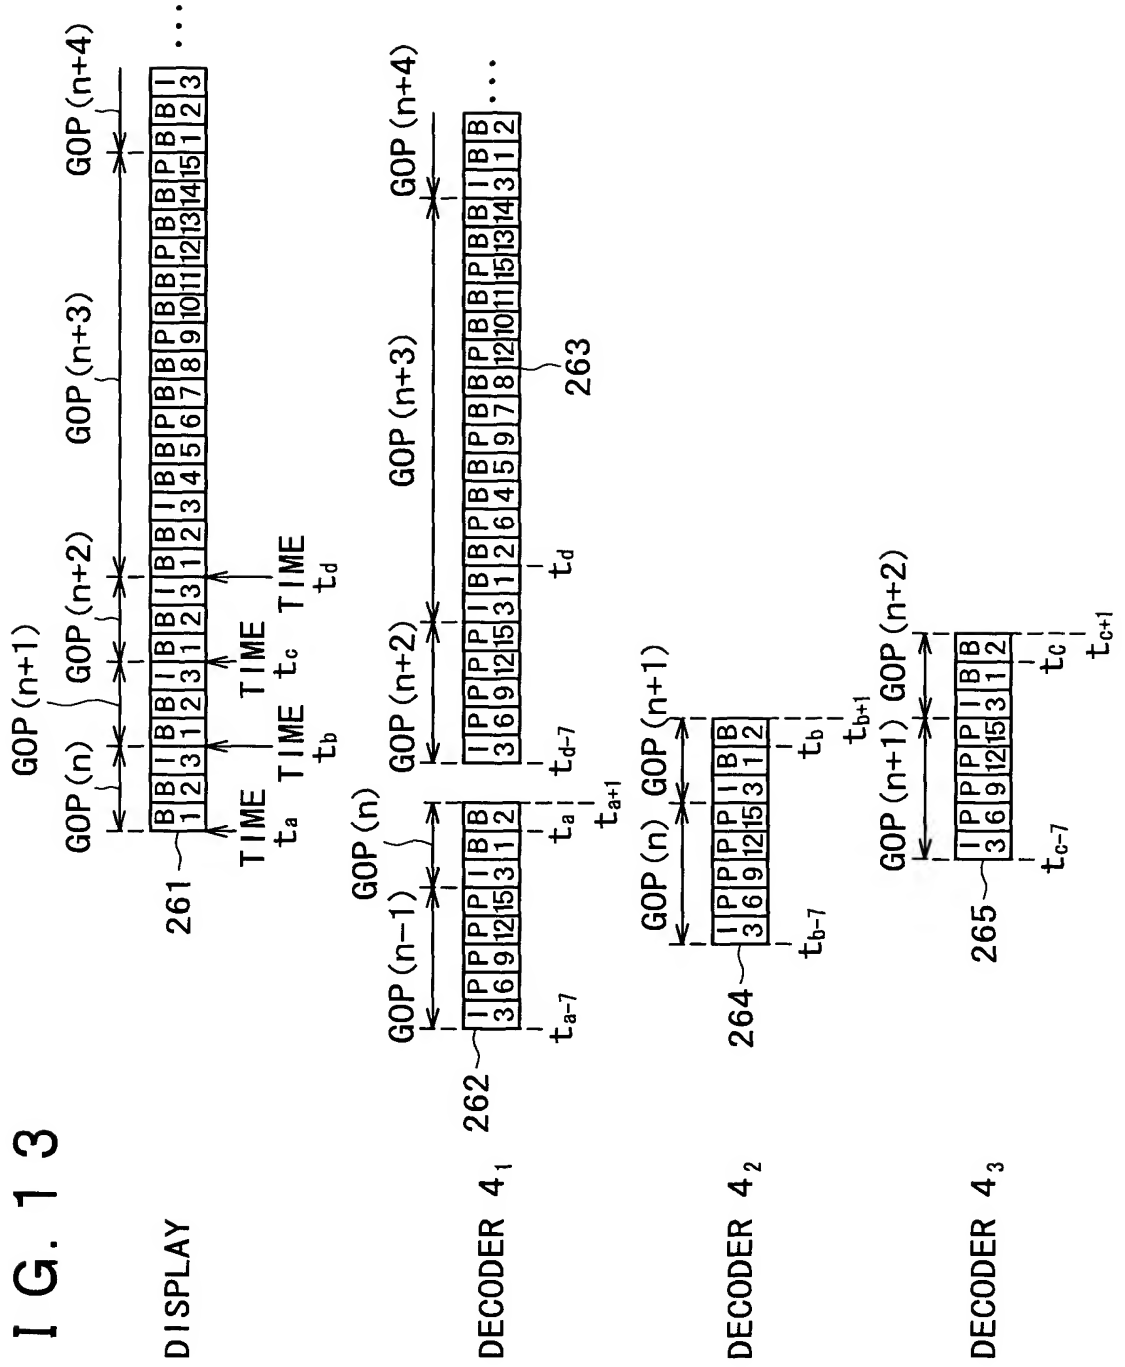 I G. 1 3
GOP(n+1)
GOP(n) GOP(n+2) GOP(n+3) GOP(n+4)
DISPLAY
B B I B B I B B I B B I B B P B B P B B P B B P B B I ...
1 2 3 1 2 3 1 2 3 1 2 3 4 5 6 7 8 9 10 11 12 13 14 15 1 2 3
261
TIME ta
TIME tb
TIME tc
TIME td
GOP(n)
GOP(n-1) GOP(n+2) GOP(n+3) GOP(n+4)
DECODER 4₁
I P P P P I B B
3 6 9 12 15 3 1 2
I P P P P I B B P B B P B B P B B P B B I B B ...
3 6 9 12 15 3 1 2 6 4 5 9 7 8 12 10 11 15 13 14 3 1 2
262
263
ta-7 ta td-7 td
ta+1
GOP(n) GOP(n+1)
DECODER 4₂
I P P P P I B B
3 6 9 12 15 3 1 2
264
tb-7 tb
tb+1
GOP(n+1) GOP(n+2)
DECODER 4₃
I P P P P I B B
3 6 9 12 15 3 1 2
265
tc-7 tc
tc+1